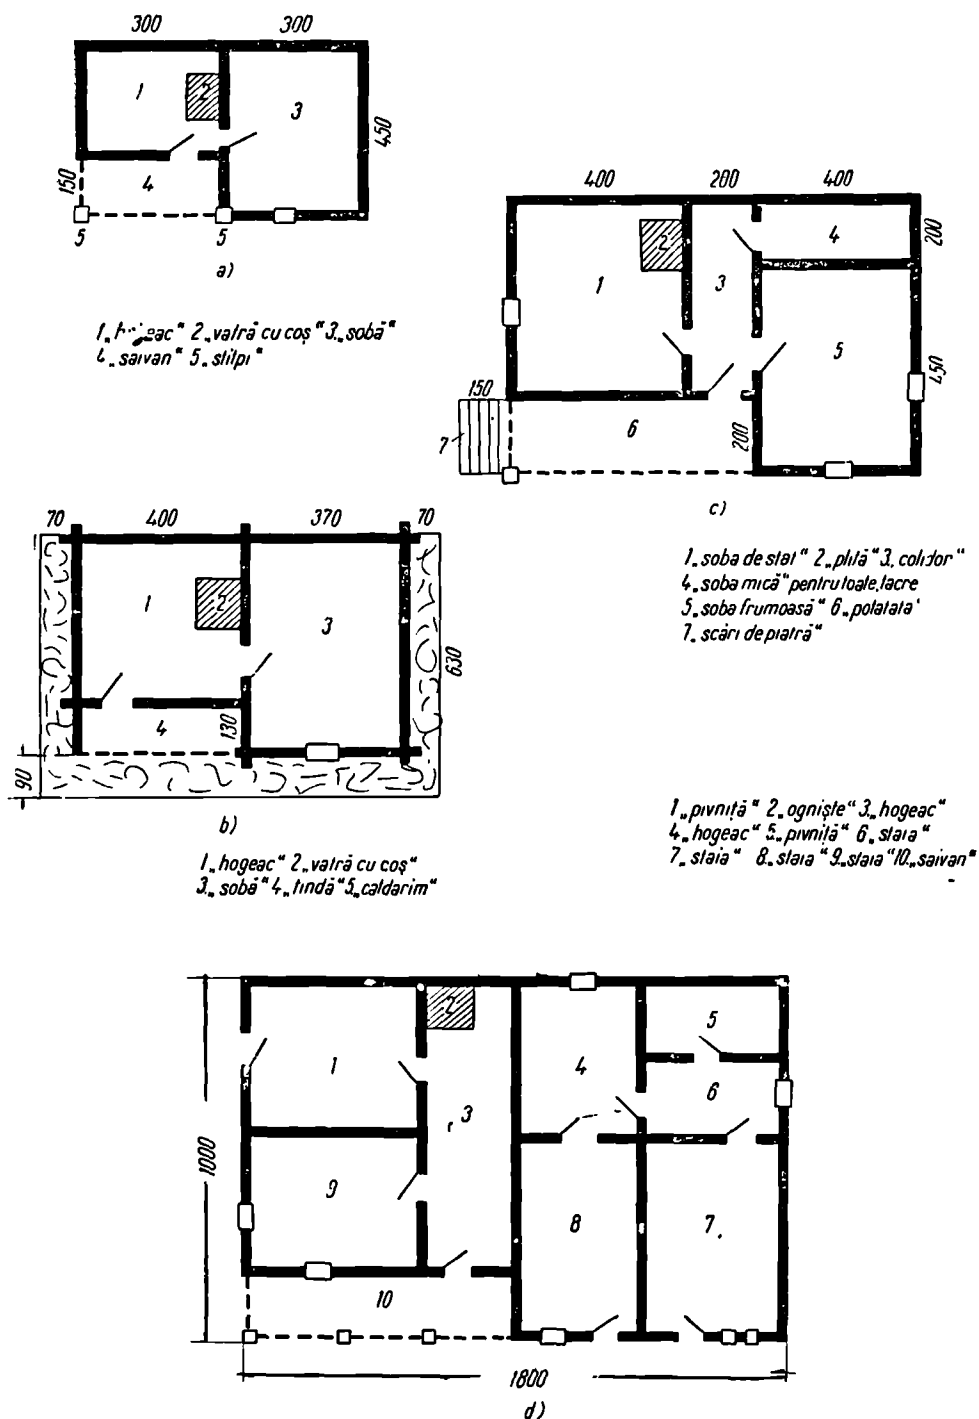 300 300
1 2 3
450
150
4
5 5
a)
1„ 2„vatră cu coș“ 3„sobă“
4„saivan“ 5„stîlpi“
400 200 400
2 4
200
1 3
5
450
150
6
200
7
c)
1„soba de stat“ 2„plită“ 3„colidor“
4„soba mică“ pentru toale, lacre
5„soba frumoasă“ 6„polatata“
7„scări de piatră“
70 400 370 70
1 2 3
630
4
130
90
b)
1„hogeac“ 2„vatră cu coș“
3„sobă“ 4„tindă“ 5„caldarim“
1„pivniță“ 2„ogniște“ 3„hogeac“
4„hogeac“ 5„pivniță“ 6„staia“
7„staia“ 8„staia“ 9„staia“ 10„saivan“
2
5
1 4
6
3
1000
9
8 7
10
1800
d)